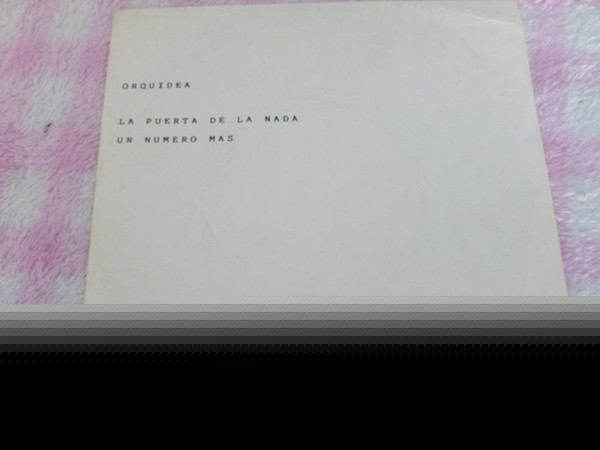 ORQUIDEA
LA PUERTA DE LA NADA
UN NUMERO MAS